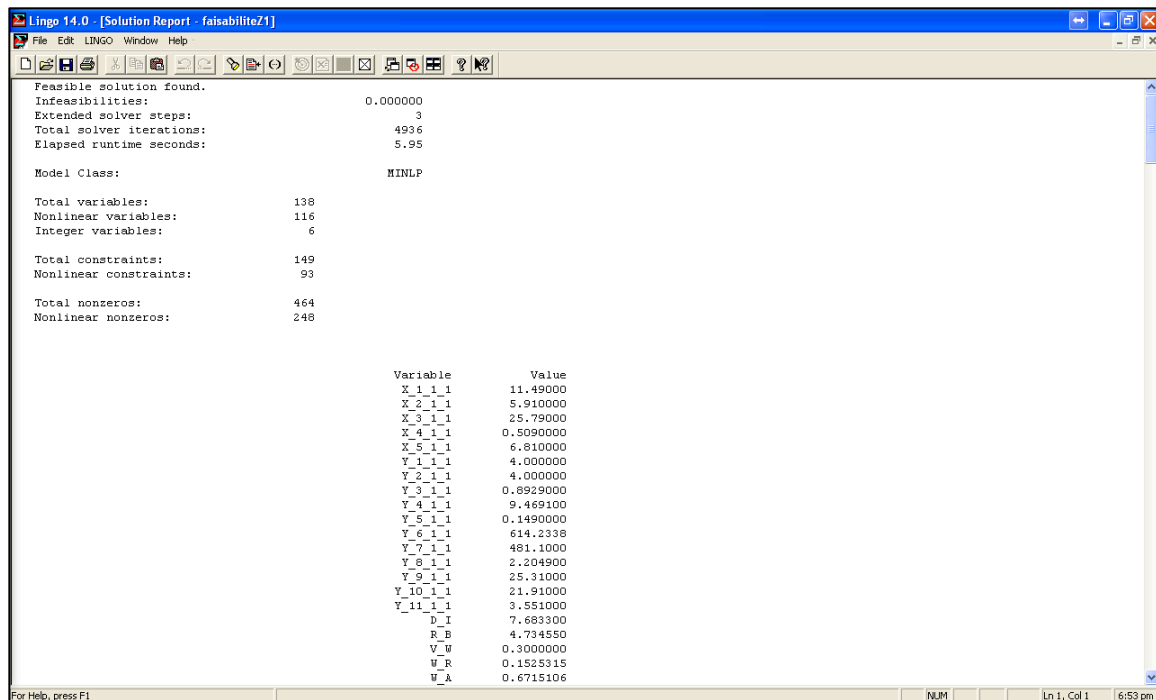 Lingo 14.0 - [Solution Report - faisabiliteZ1]
File Edit LINGO Window Help
Feasible solution found.
Infeasibilities: 0.000000
Extended solver steps: 3
Total solver iterations: 4936
Elapsed runtime seconds: 5.95
Model Class: MINLP
Total variables: 138
Nonlinear variables: 116
Integer variables: 6
Total constraints: 149
Nonlinear constraints: 93
Total nonzeros: 464
Nonlinear nonzeros: 248
Variable Value
X_1_1_1 11.49000
X_2_1_1 5.910000
X_3_1_1 25.79000
X_4_1_1 0.5090000
X_5_1_1 6.810000
Y_1_1_1 4.000000
Y_2_1_1 4.000000
Y_3_1_1 0.8929000
Y_4_1_1 9.469100
Y_5_1_1 0.1490000
Y_6_1_1 614.2338
Y_7_1_1 481.1000
Y_8_1_1 2.204900
Y_9_1_1 25.31000
Y_10_1_1 21.91000
Y_11_1_1 3.551000
D_I 7.683300
R_B 4.734550
V_W 0.3000000
W_R 0.1525315
W_A 0.6715106
For Help, press F1 NUM Ln 1, Col 1 6:53 pm